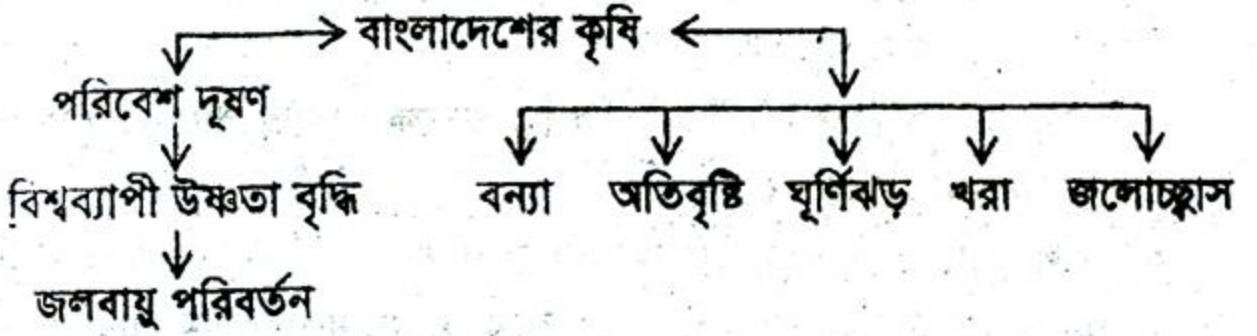 বাংলাদেশের কৃষি
পরিবেশ দূষণ
বিশ্বব্যাপী উষ্ণতা বৃদ্ধি
জলবায়ু পরিবর্তন
বন্যা অতিবৃষ্টি ঘূর্ণিঝড় খরা জলোচ্ছ্বাস